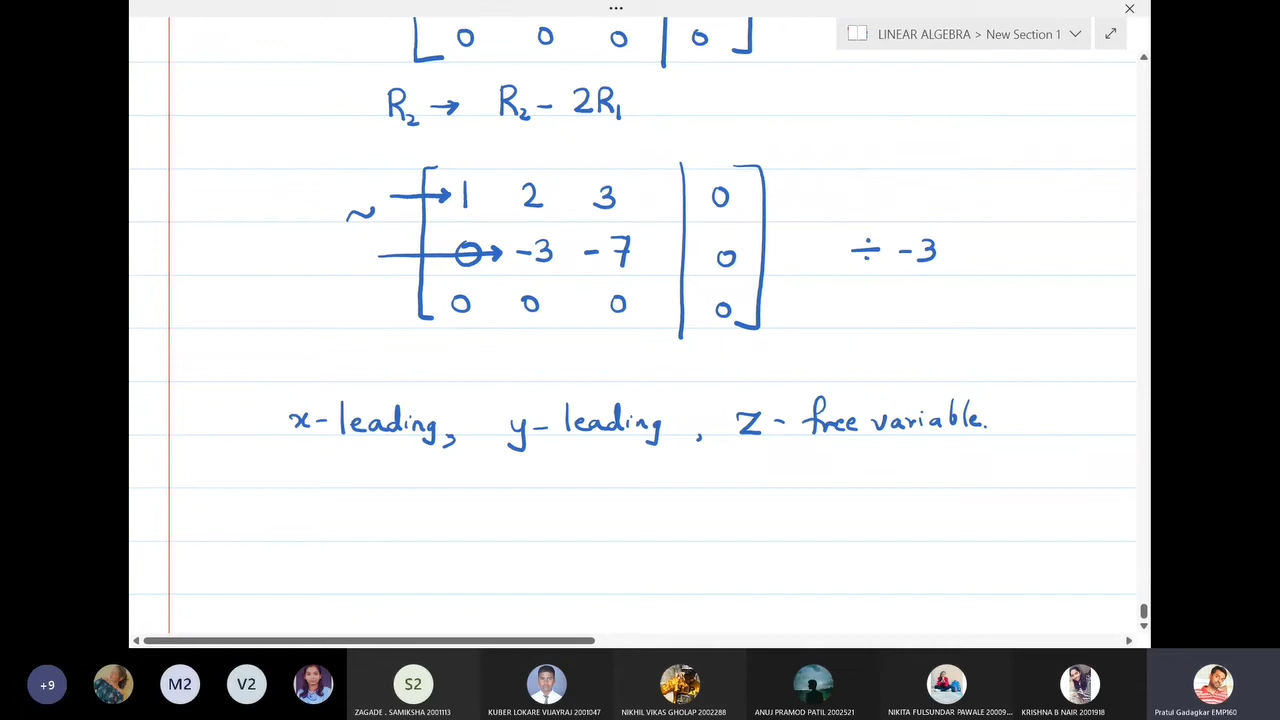 0 0 0 | 0
LINEAR ALGEBRA > New Section 1
R₂ → R₂ - 2R₁
~ 1 2 3 | 0
0 -3 -7 | 0 ÷ -3
0 0 0 | 0
x-leading, y-leading, z-free variable.
+9 M2 V2 S2
ZAGADE . SAMIKSHA 2001113 KUBER LOKARE VIJAYRAJ 2001047 NIKHIL VIKAS GHOLAP 2002288 ANUJ PRAMOD PATIL 2002521 NIKITA FULSUNDAR PAWALE 20009... KRISHNA B NAIR 2001918 Pratul Gadagkar EMP160